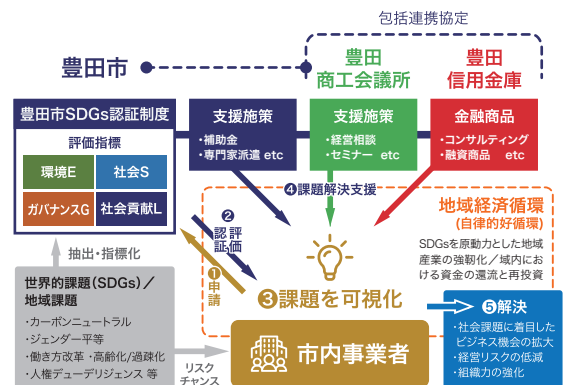 包括連携協定
豊田市
豊田
商工会議所
豊田
信用金庫
豊田市SDGs認証制度
評価指標
環境E
社会S
ガバナンスG
社会貢献L
支援施策
・補助金
・専門家派遣 etc
支援施策
・経営相談
・セミナー etc
金融商品
・コンサルティング
・融資商品 etc
❹課題解決支援
地域経済循環
(自律的好循環)
SDGsを原動力とした地域
産業の強靭化／域内にお
ける資金の還流と再投資
❷
評価
認証
❶申請
抽出・指標化
世界的課題（SDGs）／
地域課題
・カーボンニュートラル
・ジェンダー平等
・働き方改革・高齢化/過疎化
・人権デューデリジェンス 等
リスク
チャンス
❸課題を可視化
市内事業者
❺解決
・社会課題に着目した
ビジネス機会の拡大
・経営リスクの低減
・組織力の強化